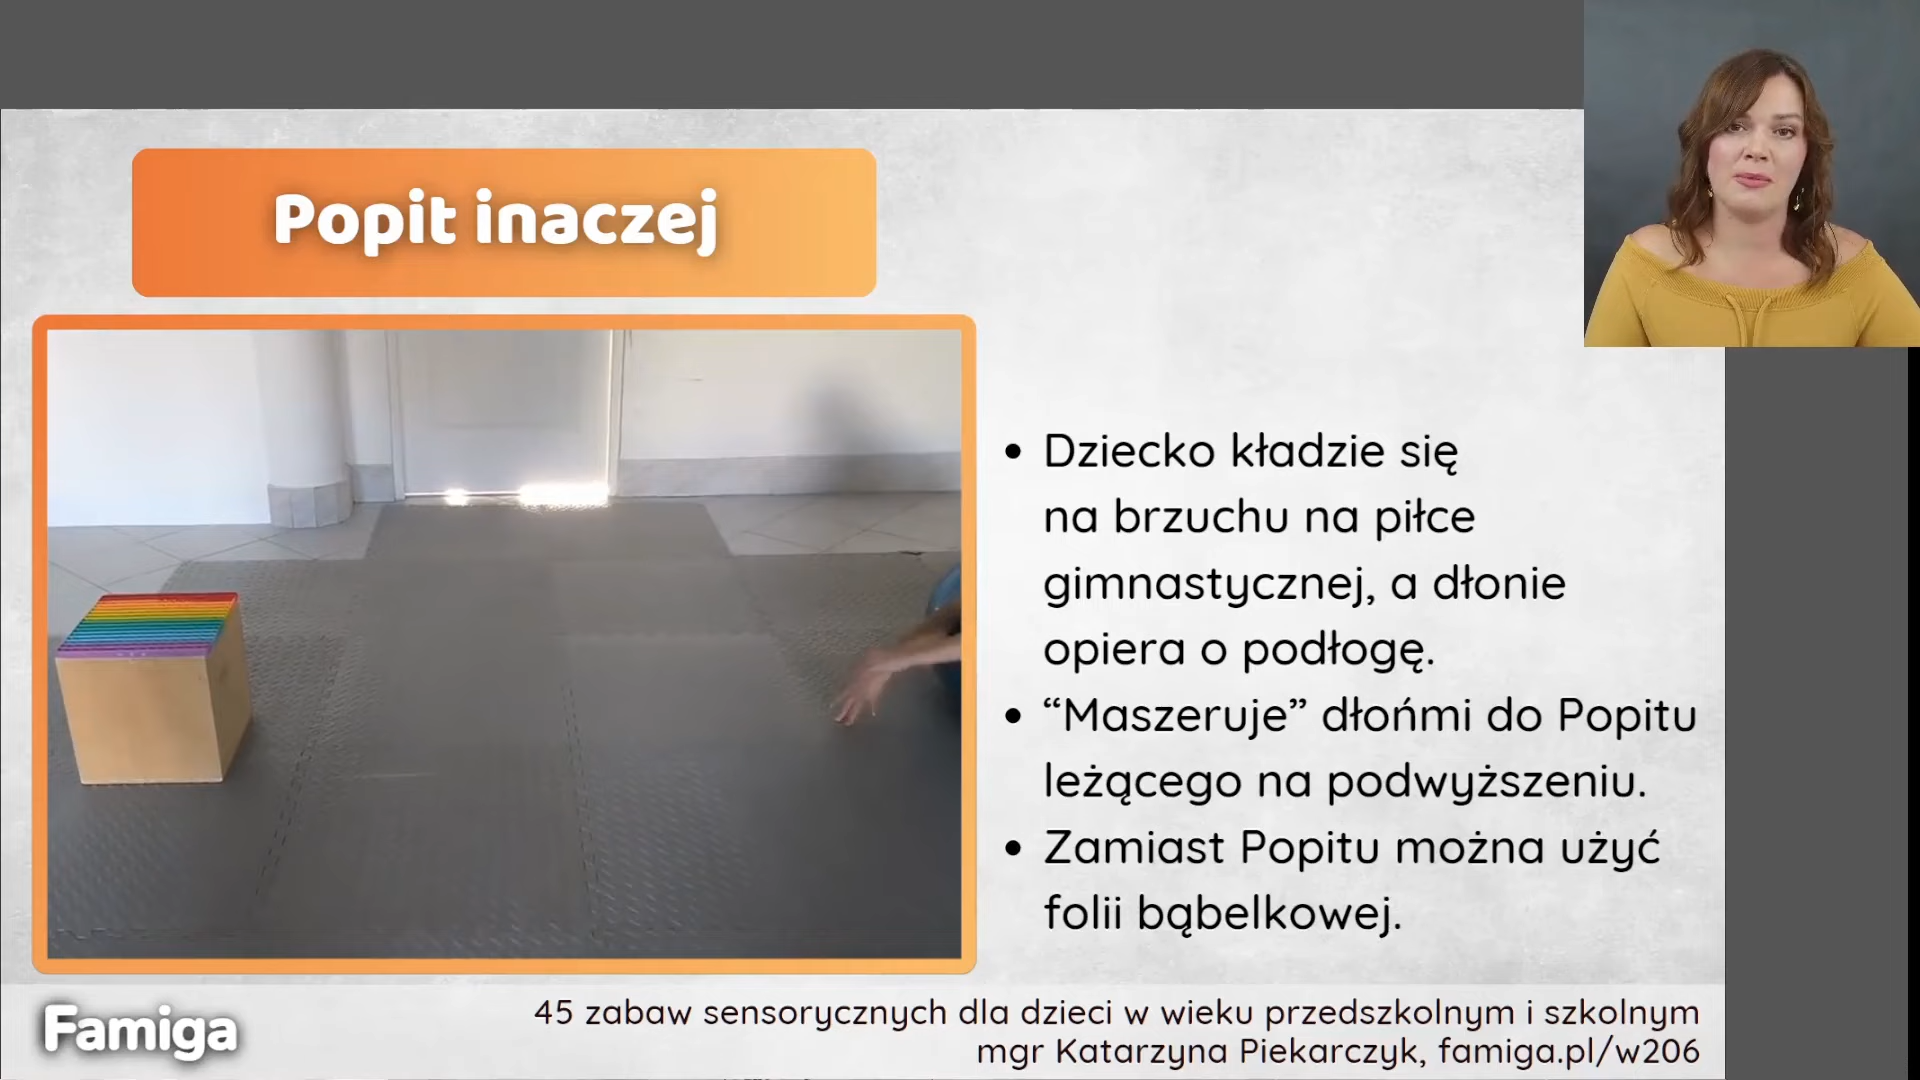 Popit inaczej
• Dziecko kładzie się
na brzuchu na piłce
gimnastycznej, a dłonie
opiera o podłogę.
• “Maszeruje” dłońmi do Popitu
leżącego na podwyższeniu.
• Zamiast Popitu można użyć
folii bąbelkowej.
Famiga
45 zabaw sensorycznych dla dzieci w wieku przedszkolnym i szkolnym
mgr Katarzyna Piekarczyk, famiga.pl/w206